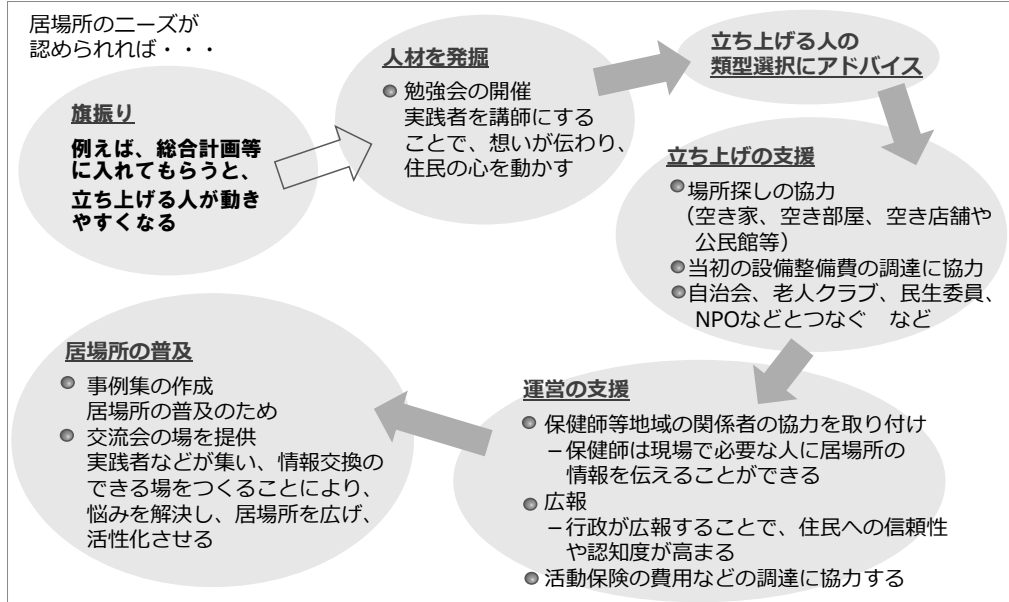 居場所のニーズが
認められれば・・・
旗振り
例えば、総合計画等
に入れてもらうと、
立ち上げる人が動き
やすくなる
人材を発掘
勉強会の開催
実践者を講師にする
ことで、想いが伝わり、
住民の心を動かす
立ち上げる人の
類型選択にアドバイス
立ち上げの支援
場所探しの協力
(空き家、空き部屋、空き店舗や
公民館等)
当初の設備整備費の調達に協力
自治会、老人クラブ、民生委員、
NPOなどとつなぐ　など
運営の支援
保健師等地域の関係者の協力を取り付け
－保健師は現場で必要な人に居場所の
情報を伝えることができる
広報
－行政が広報することで、住民への信頼性
や認知度が高まる
活動保険の費用などの調達に協力する
居場所の普及
事例集の作成
居場所の普及のため
交流会の場を提供
実践者などが集い、情報交換の
できる場をつくることにより、
悩みを解決し、居場所を広げ、
活性化させる